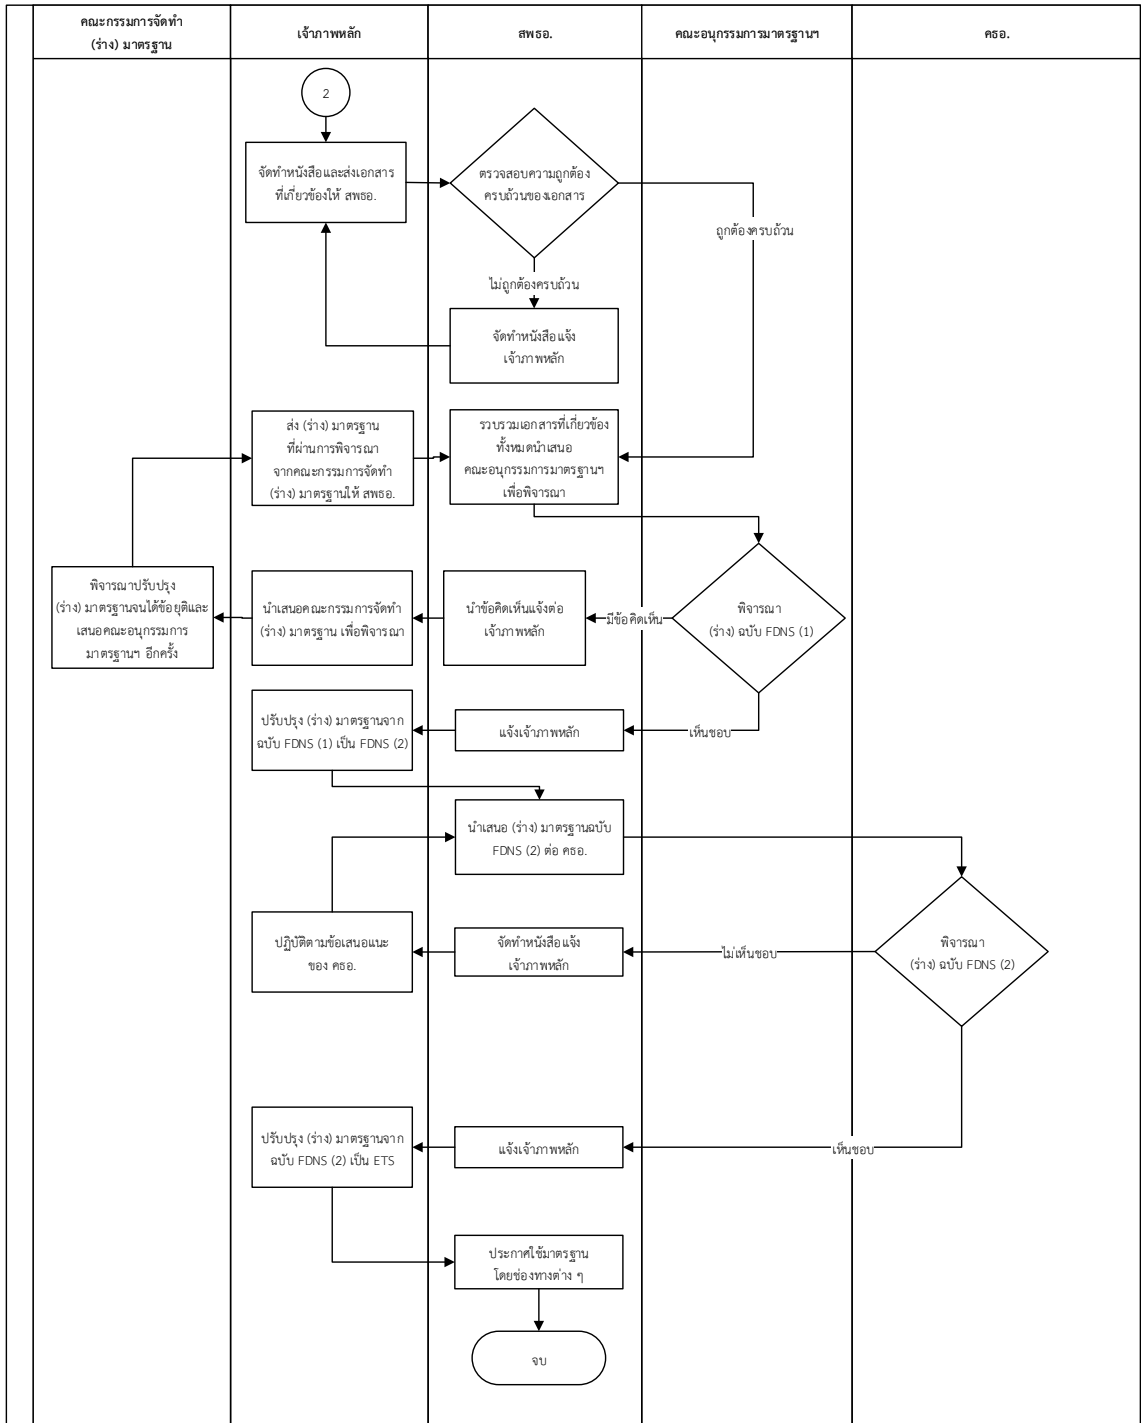 คณะกรรมการจัดทำ
(ร่าง) มาตรฐาน
เจ้าภาพหลัก
สพธอ.
คณะอนุกรรมการมาตรฐานฯ
คธอ.
2
จัดทำหนังสือและส่งเอกสาร
ที่เกี่ยวข้องให้ สพธอ.
ตรวจสอบความถูกต้อง
ครบถ้วนของเอกสาร
ถูกต้องครบถ้วน
ไม่ถูกต้องครบถ้วน
จัดทำหนังสือแจ้ง
เจ้าภาพหลัก
ส่ง (ร่าง) มาตรฐาน
ที่ผ่านการพิจารณา
จากคณะกรรมการจัดทำ
(ร่าง) มาตรฐานให้ สพธอ.
รวบรวมเอกสารที่เกี่ยวข้อง
ทั้งหมดนำเสนอ
คณะอนุกรรมการมาตรฐานฯ
เพื่อพิจารณา
พิจารณาปรับปรุง
(ร่าง) มาตรฐานจนได้ข้อยุติและ
เสนอคณะอนุกรรมการ
มาตรฐานฯ อีกครั้ง
นำเสนอคณะกรรมการจัดทำ
(ร่าง) มาตรฐาน เพื่อพิจารณา
นำข้อคิดเห็นแจ้งต่อ
เจ้าภาพหลัก
มีข้อคิดเห็น
พิจารณา
(ร่าง) ฉบับ FDNS (1)
ปรับปรุง (ร่าง) มาตรฐานจาก
ฉบับ FDNS (1) เป็น FDNS (2)
แจ้งเจ้าภาพหลัก
เห็นชอบ
นำเสนอ (ร่าง) มาตรฐานฉบับ
FDNS (2) ต่อ คธอ.
ปฏิบัติตามข้อเสนอแนะ
ของ คธอ.
จัดทำหนังสือแจ้ง
เจ้าภาพหลัก
ไม่เห็นชอบ
พิจารณา
(ร่าง) ฉบับ FDNS (2)
ปรับปรุง (ร่าง) มาตรฐานจาก
ฉบับ FDNS (2) เป็น ETS
แจ้งเจ้าภาพหลัก
เห็นชอบ
ประกาศใช้มาตรฐาน
โดยช่องทางต่าง ๆ
จบ